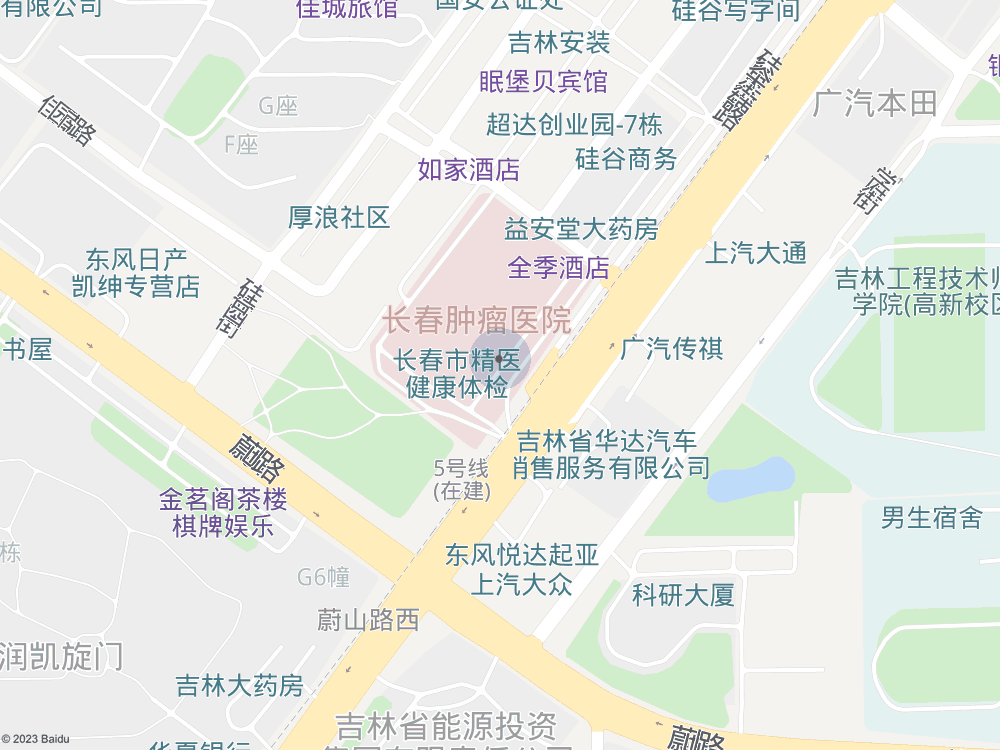 有限公司
佳城旅馆
国安公证处
硅谷写字间
吉林安装
眠堡贝宾馆
广汽本田
G座
F座
超达创业园-7栋
硅谷商务
如家酒店
厚浪社区
益安堂大药房
全季酒店
上汽大通
学府街
东风日产
凯绅专营店
吉林工程技术师
学院(高新校区
长春肿瘤医院
书屋
长春市精医
健康体检
广汽传祺
吉林省华达汽车
销售服务有限公司
蔚山路
5号线
(在建)
金茗阁茶楼
棋牌娱乐
男生宿舍
栋
东风悦达起亚
上汽大众
G6幢
科研大厦
蔚山路西
润凯旋门
吉林大药房
吉林省能源投资
华夏银行
蔚山路
© 2023 Baidu